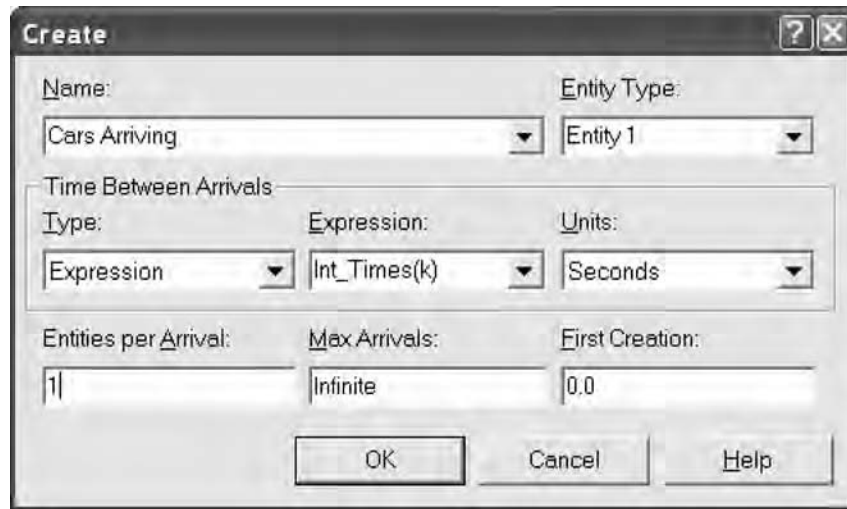 Create
Name: Entity Type:
Cars Arriving Entity 1
Time Between Arrivals
Type: Expression: Units:
Expression Int_Times(k) Seconds
Entities per Arrival: Max Arrivals: First Creation:
1 Infinite 0.0
OK Cancel Help